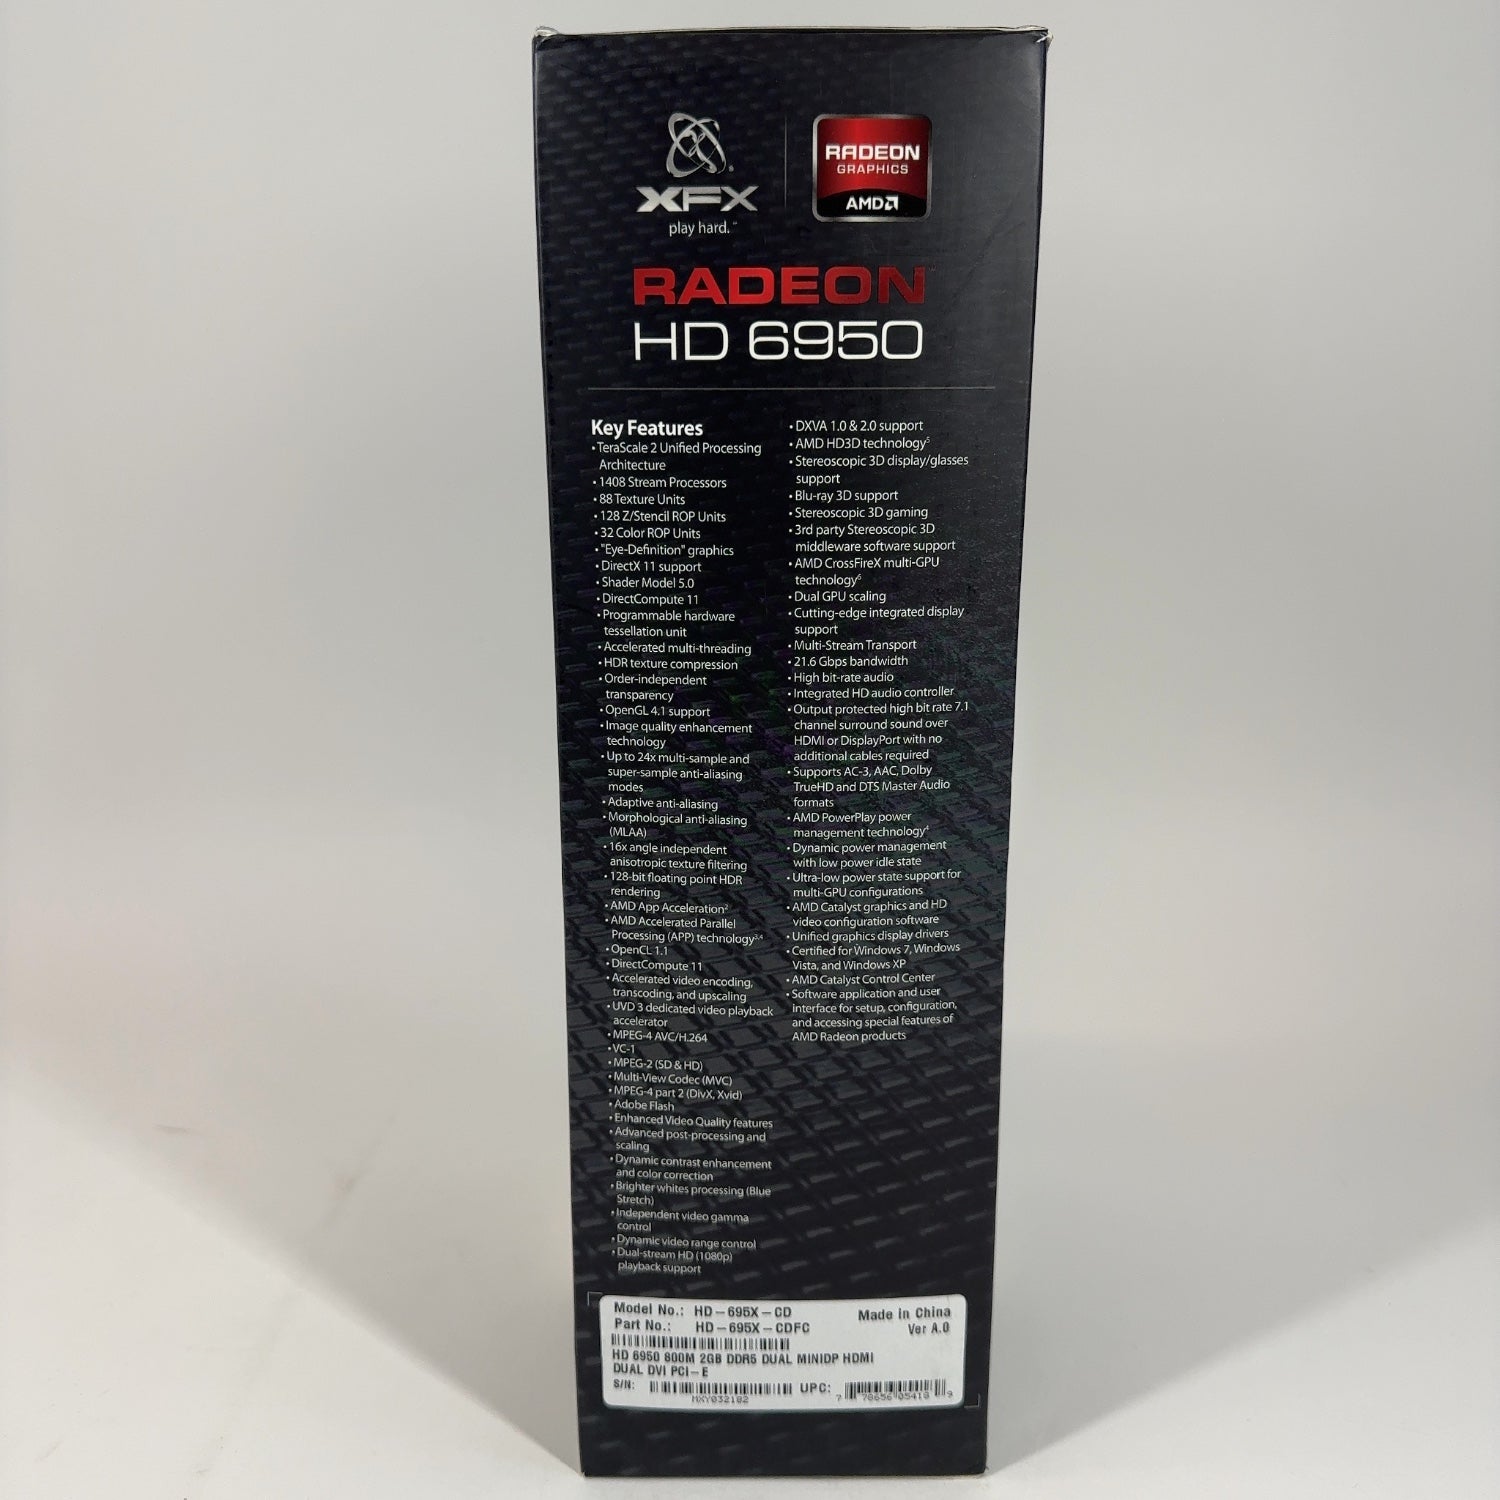 XFX
play hard.™
RADEON
GRAPHICS
AMD
RADEON™
HD 6950
Key Features
• TeraScale 2 Unified Processing
Architecture
• 1408 Stream Processors
• 88 Texture Units
• 128 Z/Stencil ROP Units
• 32 Color ROP Units
• "Eye-Definition" graphics
• DirectX 11 support
• Shader Model 5.0
• DirectCompute 11
• Programmable hardware
tessellation unit
• Accelerated multi-threading
• HDR texture compression
• Order-independent
transparency
• OpenGL 4.1 support
• Image quality enhancement
technology
• Up to 24x multi-sample and
super-sample anti-aliasing
modes
• Adaptive anti-aliasing
• Morphological anti-aliasing
(MLAA)
• 16x angle independent
anisotropic texture filtering
• 128-bit floating point HDR
rendering
• AMD App Acceleration²
• AMD Accelerated Parallel
Processing (APP) technology³,⁴
• OpenCL 1.1
• DirectCompute 11
• Accelerated video encoding,
transcoding, and upscaling
• UVD 3 dedicated video playback
accelerator
• MPEG-4 AVC/H.264
• VC-1
• MPEG-2 (SD & HD)
• Multi-View Codec (MVC)
• MPEG-4 part 2 (DivX, Xvid)
• Adobe Flash
• Enhanced Video Quality features
• Advanced post-processing and
scaling
• Dynamic contrast enhancement
and color correction
• Brighter whites processing (Blue
Stretch)
• Independent video gamma
control
• Dynamic video range control
• Dual-stream HD (1080p)
playback support
• DXVA 1.0 & 2.0 support
• AMD HD3D technology⁵
• Stereoscopic 3D display/glasses
support
• Blu-ray 3D support
• Stereoscopic 3D gaming
• 3rd party Stereoscopic 3D
middleware software support
• AMD CrossFireX multi-GPU
technology⁶
• Dual GPU scaling
• Cutting-edge integrated display
support
• Multi-Stream Transport
• 21.6 Gbps bandwidth
• High bit-rate audio
• Integrated HD audio controller
• Output protected high bit rate 7.1
channel surround sound over
HDMI or DisplayPort with no
additional cables required
• Supports AC-3, AAC, Dolby
TrueHD and DTS Master Audio
formats
• AMD PowerPlay power
management technology⁴
• Dynamic power management
with low power idle state
• Ultra-low power state support for
multi-GPU configurations
• AMD Catalyst graphics and HD
video configuration software
• Unified graphics display drivers
• Certified for Windows 7, Windows
Vista, and Windows XP
• AMD Catalyst Control Center
• Software application and user
interface for setup, configuration,
and accessing special features of
AMD Radeon products
Model No.: HD-695X-CD Made in China
Part No.: HD-695X-CDFC Ver A.0
HD 6950 800M 2GB DDR5 DUAL MINIDP HDMI
DUAL DVI PCI-E
S/N: UPC:
MXY032182 7 78656 05418 9